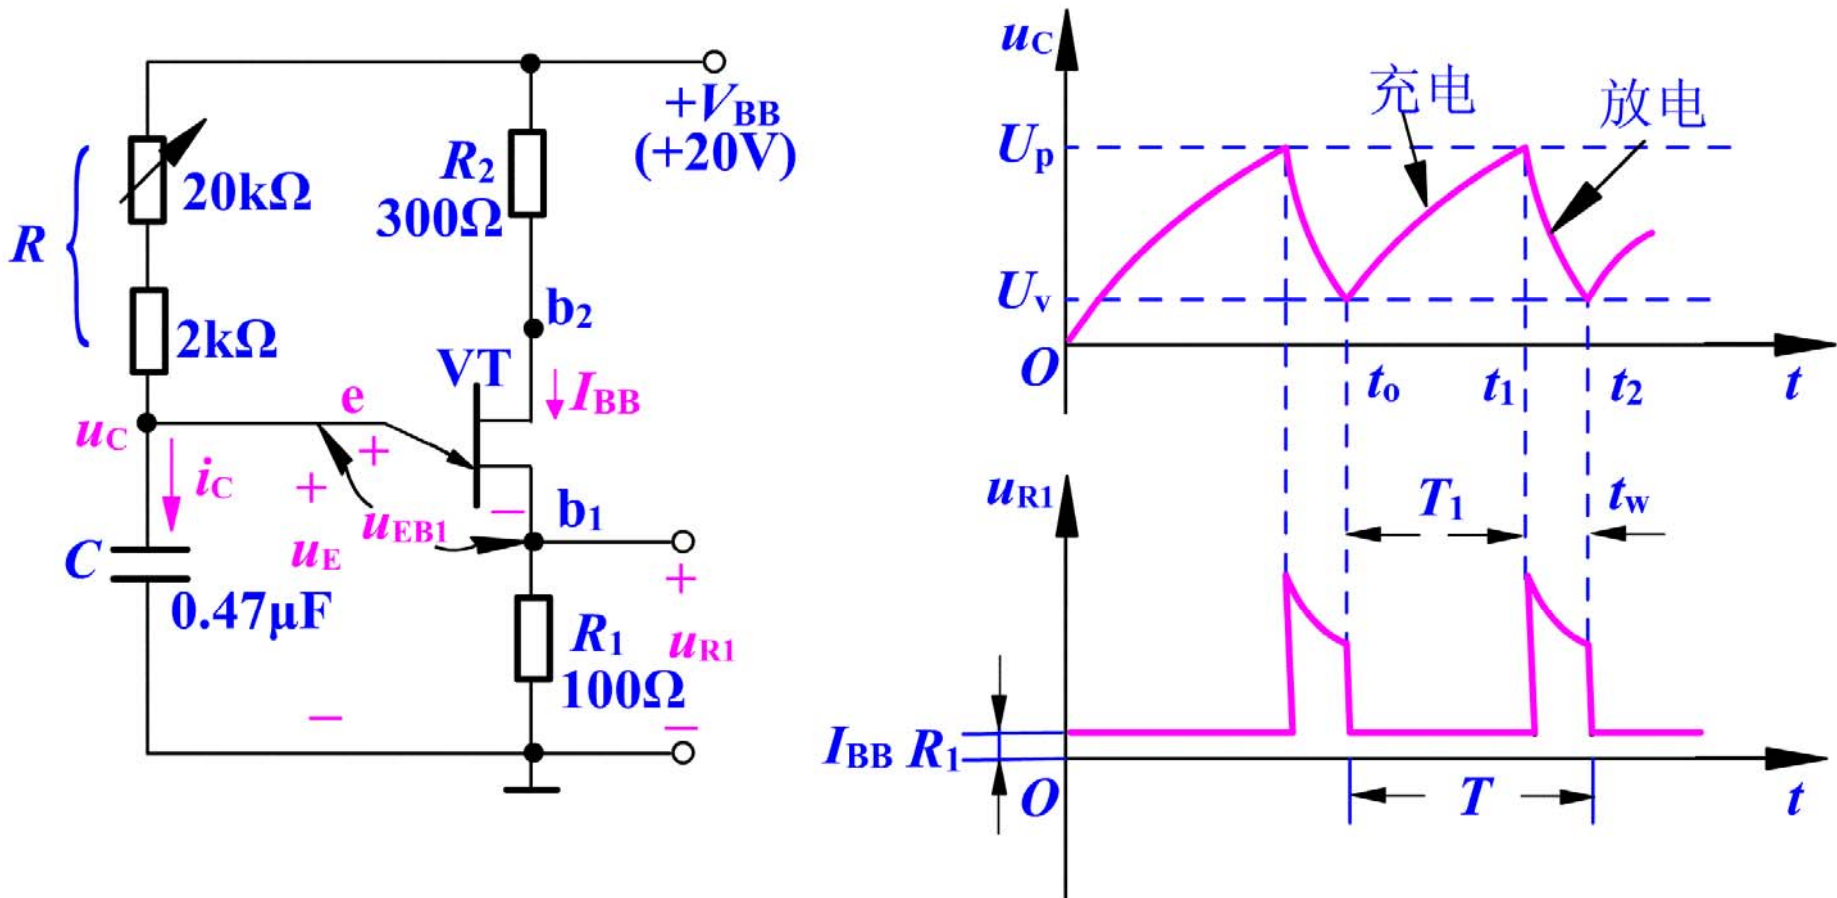 +VBB
(+20V)
R2
300Ω
20kΩ
R
2kΩ
b2
VT
IBB
e
uC
+
iC
+
−
b1
uEB1
uE
C
0.47μF
+
R1
uR1
100Ω
−
−
uC
充电
放电
Up
Uv
O
to
t1
t2
t
uR1
T1
tw
IBB R1
O
T
t